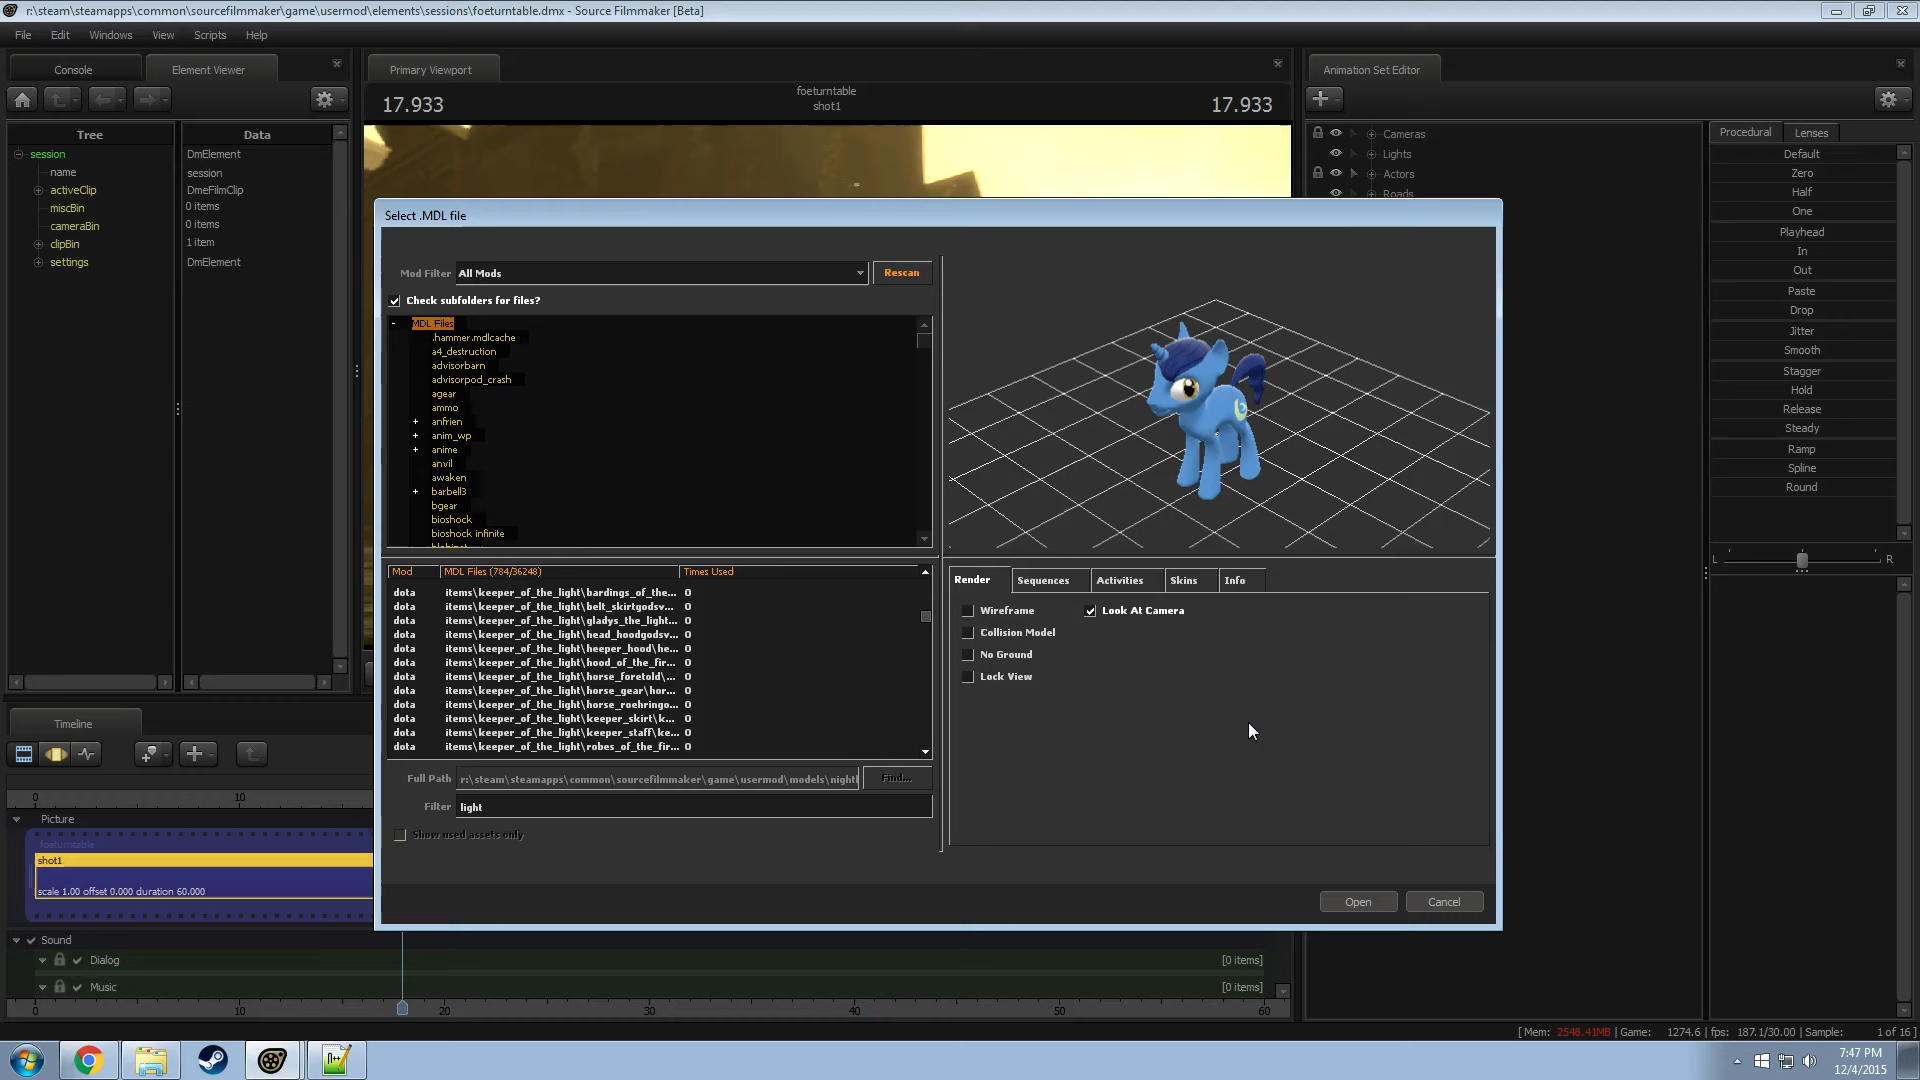 r:\steam\steamapps\common\sourcefilmmaker\game\usermod\elements\sessions\foeturntable.dmx - Source Filmmaker [Beta]
File Edit Windows View Scripts Help
Console Element Viewer
Primary Viewport
Animation Set Editor
17.933
foeturntable
shot1
17.933
Tree Data
session DmElement
name session
activeClip DmeFilmClip
miscBin 0 items
cameraBin 0 items
clipBin 1 item
settings DmElement
Cameras
Lights
Actors
Roads
Procedural Lenses
Default
Zero
Half
One
Playhead
In
Out
Paste
Drop
Jitter
Smooth
Stagger
Hold
Release
Steady
Ramp
Spline
Round
L R
Select .MDL file
Mod Filter All Mods Rescan
Check subfolders for files?
- MDL Files
.hammer.mdlcache
a4_destruction
advisorbarn
advisorpod_crash
agear
ammo
+ anfrien
+ anim_wp
+ anime
anvil
awaken
+ barbell3
bgear
bioshock
bioshock infinite
Mod MDL Files (784/36248) Times Used
dota items\keeper_of_the_light\bardings_of_the... 0
dota items\keeper_of_the_light\belt_skirtgodsv... 0
dota items\keeper_of_the_light\gladys_the_light... 0
dota items\keeper_of_the_light\head_hoodgodsv... 0
dota items\keeper_of_the_light\heeper_hood\he... 0
dota items\keeper_of_the_light\hood_of_the_fir... 0
dota items\keeper_of_the_light\horse_foretold\... 0
dota items\keeper_of_the_light\horse_gear\hor... 0
dota items\keeper_of_the_light\horse_roehringo... 0
dota items\keeper_of_the_light\keeper_skirt\k... 0
dota items\keeper_of_the_light\keeper_staff\ke... 0
dota items\keeper_of_the_light\robes_of_the_fir... 0
Full Path r:\steam\steamapps\common\sourcefilmmaker\game\usermod\models\night Find...
Filter light
Show used assets only
Render Sequences Activities Skins Info
Wireframe Look At Camera
Collision Model
No Ground
Lock View
Open Cancel
Timeline
0 10
Picture
foeturntable
shot1
scale 1.00 offset 0.000 duration 60.000
Sound
Dialog [0 items]
Music [0 items]
0 10 20 30 40 50 60
[ Mem: 2548.41MB | Game: 1274.6 | fps: 187.1/30.00 | Sample: 1 of 16 ]
7:47 PM
12/4/2015